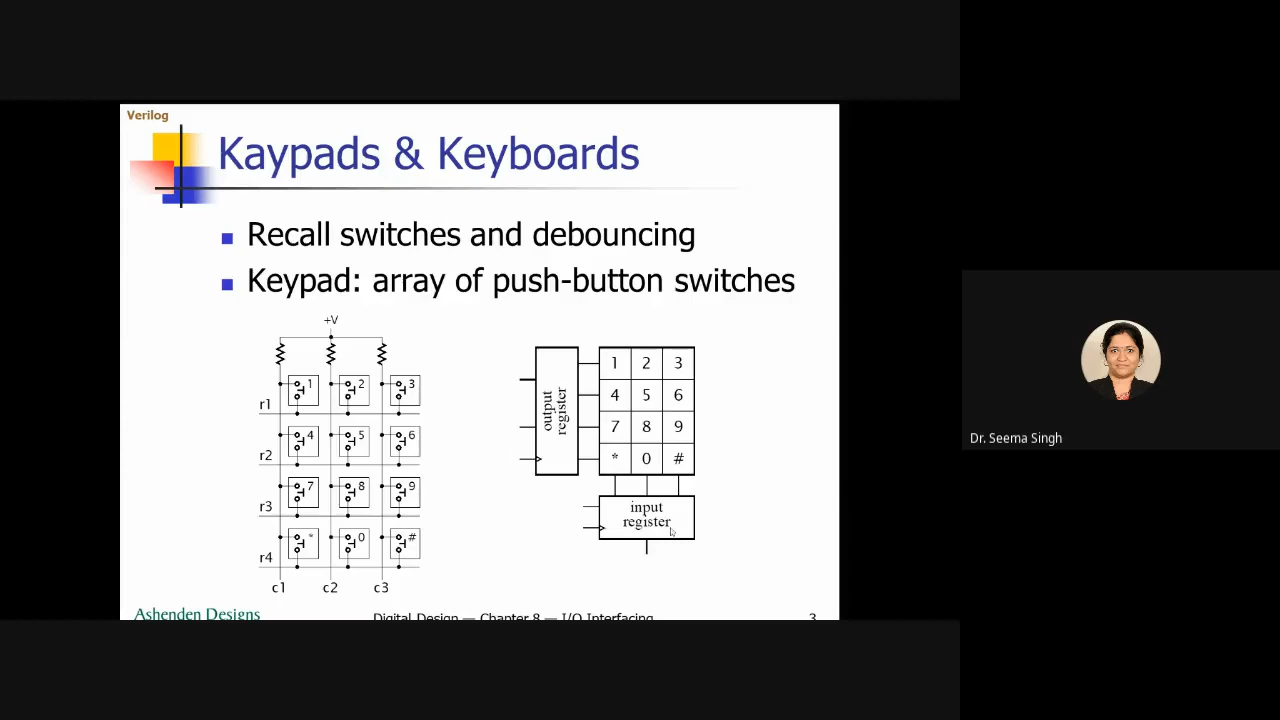 Verilog
Kaypads & Keyboards
Recall switches and debouncing
Keypad: array of push-button switches
+V
1 2 3
r1
4 5 6
r2
7 8 9
r3
* 0 #
r4
c1 c2 c3
output
register
1 2 3
4 5 6
7 8 9
* 0 #
input
register
Ashenden Designs
Digital Design — Chapter 8 — I/O Interfacing
3
Dr. Seema Singh